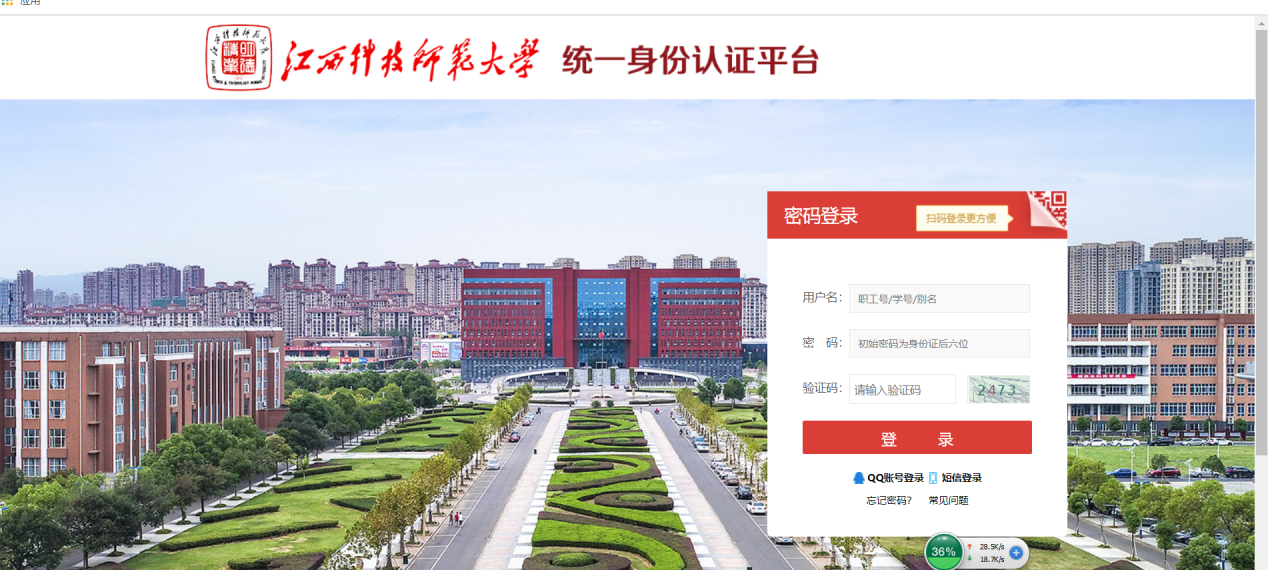 应用
江西科技师范大学 统一身份认证平台
密码登录
扫码登录更方便
用户名：
职工号/学号/别名
密 码：
初始密码为身份证后六位
验证码：
请输入验证码
2473
登 录
QQ账号登录 短信登录
忘记密码? 常见问题
36%
28.5K/s
18.7K/s